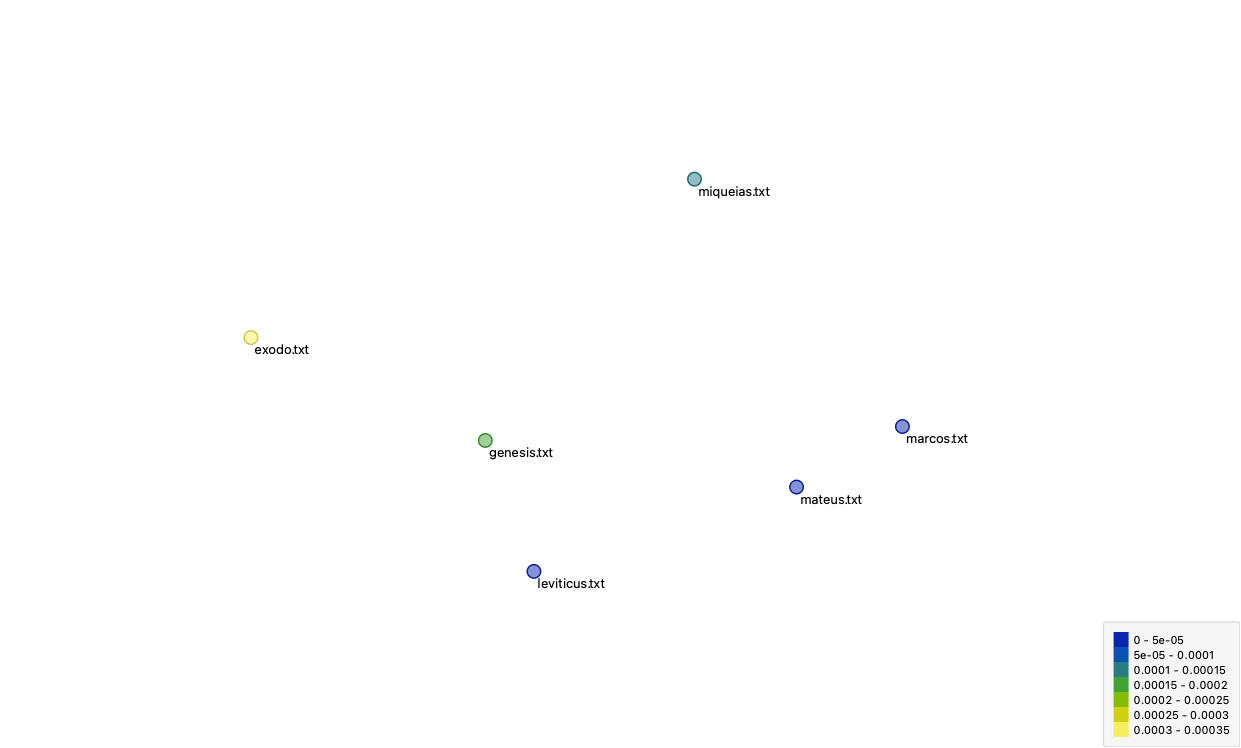 miqueias.txt
exodo.txt
marcos.txt
genesis.txt
mateus.txt
leviticus.txt
0 - 5e-05
5e-05 - 0.0001
0.0001 - 0.00015
0.00015 - 0.0002
0.0002 - 0.00025
0.00025 - 0.0003
0.0003 - 0.00035